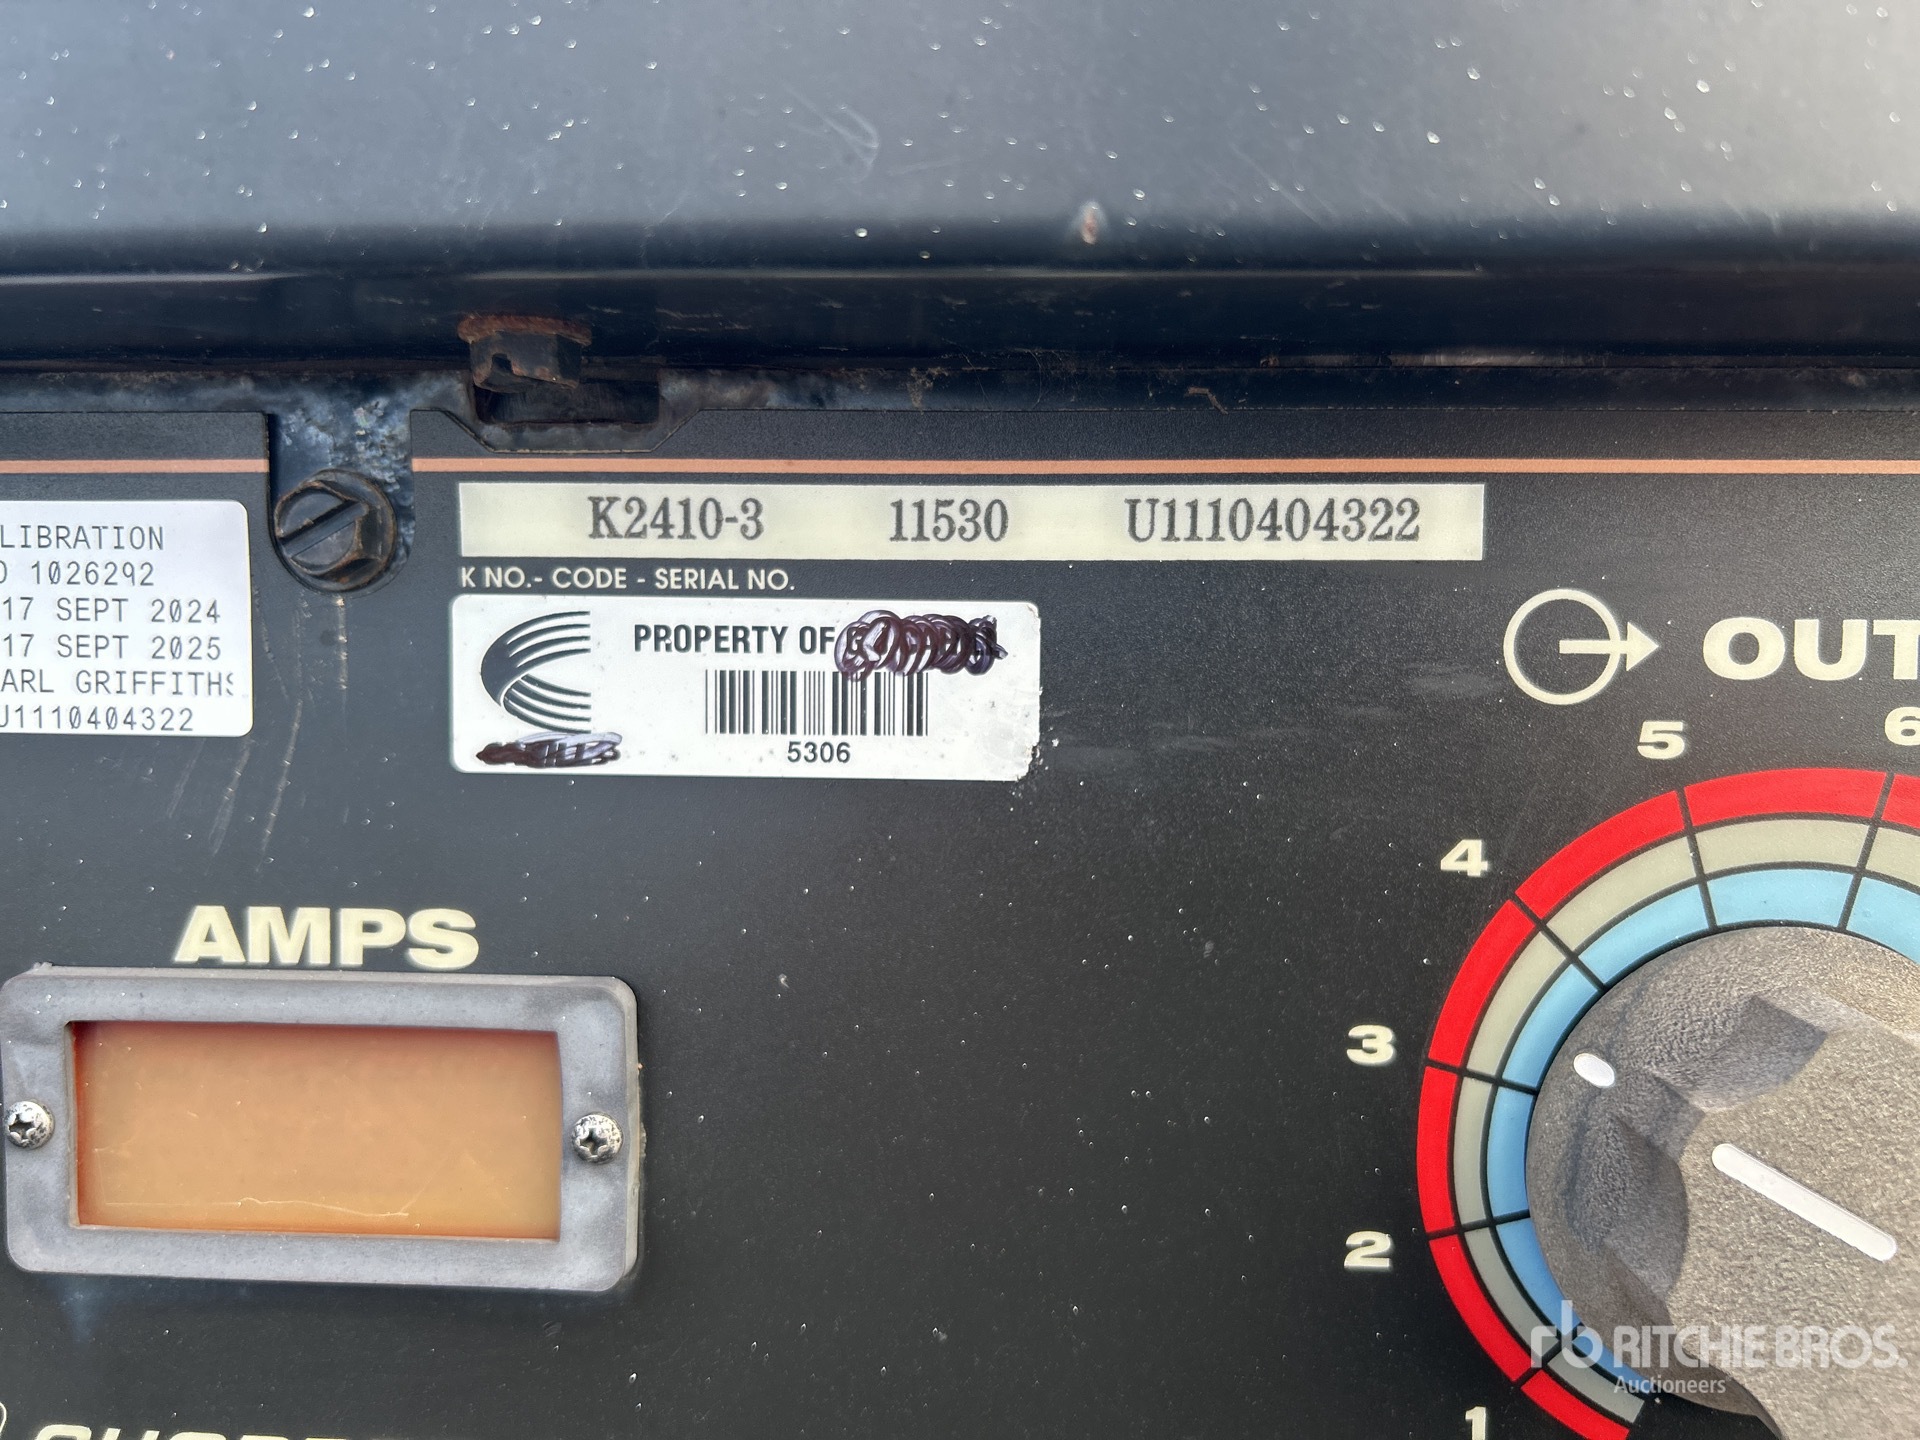 K2410-3 11530 U1110404322
K NO.- CODE - SERIAL NO.
LIBRATION
1026292
17 SEPT 2024
17 SEPT 2025
ARL GRIFFITHS
U1110404322
PROPERTY OF
5306
OUT
AMPS
6
5
4
3
2
1
rb RITCHIE BROS.
Auctioneers